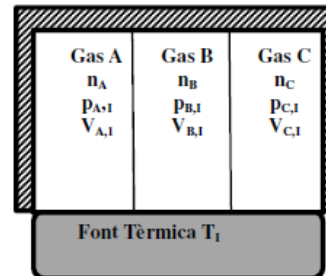 Gas A Gas B Gas C
n_A n_B n_C
p_A,I p_B,I p_C,I
V_A,I V_B,I V_C,I
Font Tèrmica T_I